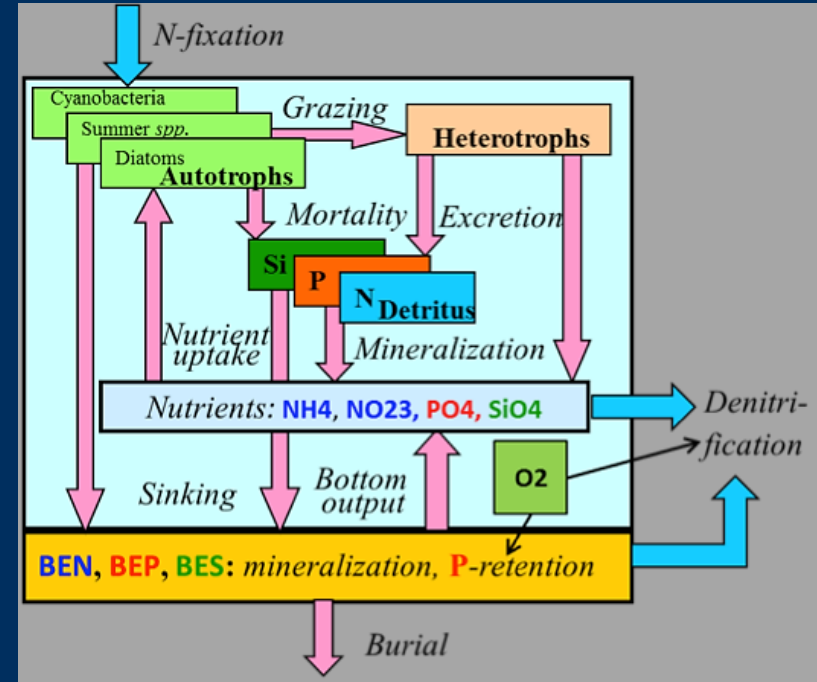 N-fixation
Cyanobacteria
Summer spp.
Diatoms
Autotrophs
Grazing
Heterotrophs
Mortality
Excretion
Si
P
N Detritus
Nutrient
uptake
Mineralization
Nutrients: NH4, NO23, PO4, SiO4
Denitri-
fication
Sinking
Bottom
output
O2
BEN, BEP, BES: mineralization, P-retention
Burial